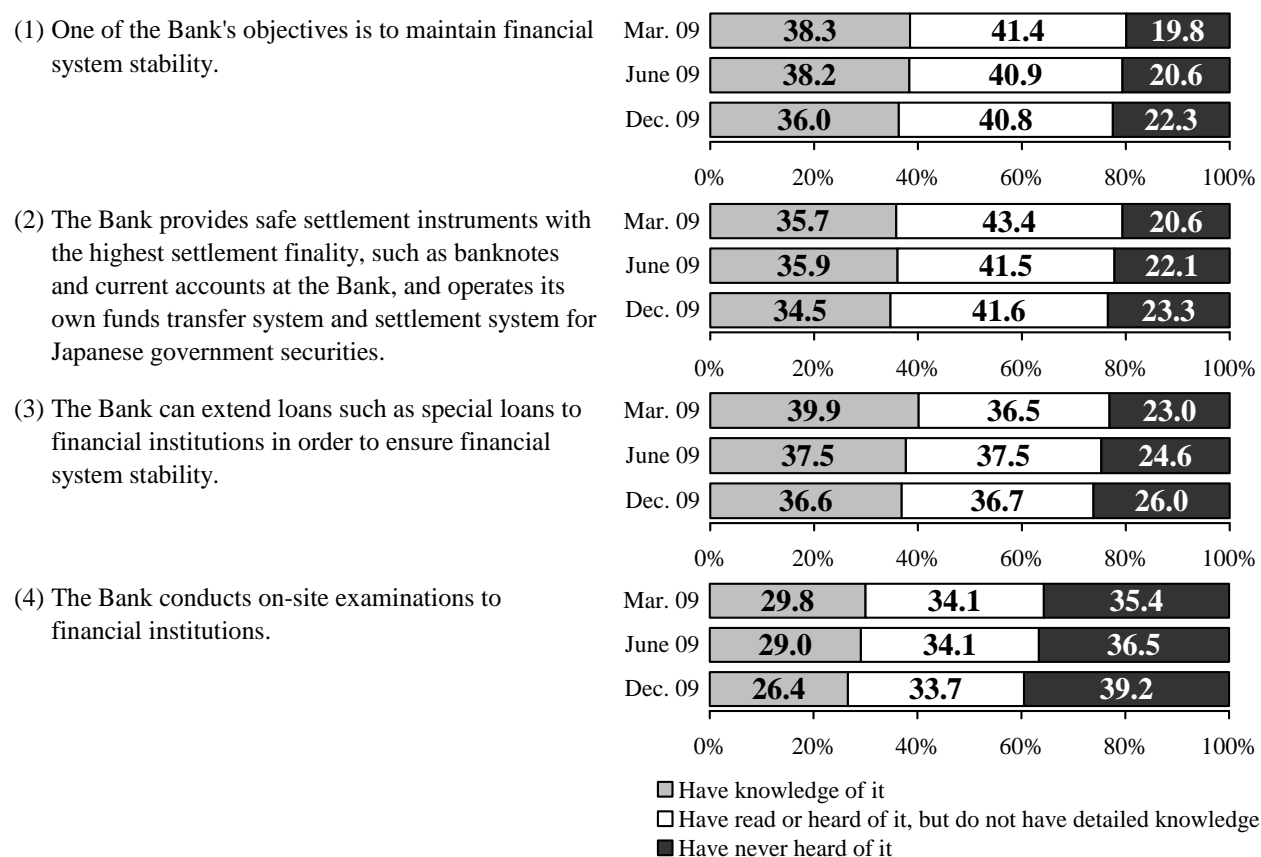 (1) One of the Bank's objectives is to maintain financial
system stability.
Mar. 09 38.3 41.4 19.8
June 09 38.2 40.9 20.6
Dec. 09 36.0 40.8 22.3
0% 20% 40% 60% 80% 100%
(2) The Bank provides safe settlement instruments with
the highest settlement finality, such as banknotes
and current accounts at the Bank, and operates its
own funds transfer system and settlement system for
Japanese government securities.
Mar. 09 35.7 43.4 20.6
June 09 35.9 41.5 22.1
Dec. 09 34.5 41.6 23.3
0% 20% 40% 60% 80% 100%
(3) The Bank can extend loans such as special loans to
financial institutions in order to ensure financial
system stability.
Mar. 09 39.9 36.5 23.0
June 09 37.5 37.5 24.6
Dec. 09 36.6 36.7 26.0
0% 20% 40% 60% 80% 100%
(4) The Bank conducts on-site examinations to
financial institutions.
Mar. 09 29.8 34.1 35.4
June 09 29.0 34.1 36.5
Dec. 09 26.4 33.7 39.2
0% 20% 40% 60% 80% 100%
Have knowledge of it
Have read or heard of it, but do not have detailed knowledge
Have never heard of it